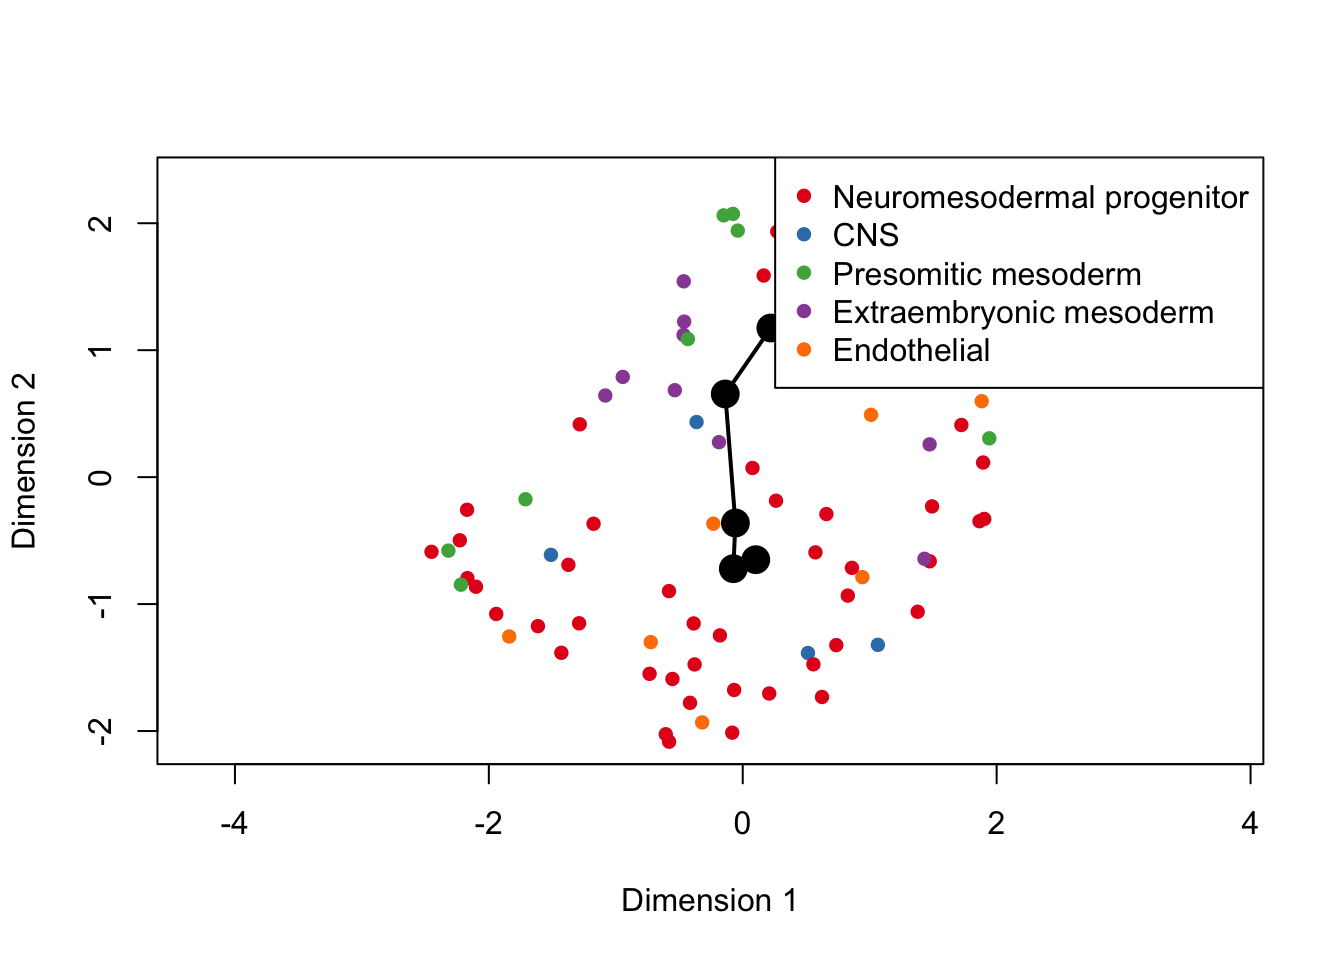 Neuromesodermal progenitor
CNS
Presomitic mesoderm
Extraembryonic mesoderm
Endothelial
2
1
0
-1
-2
Dimension 2
-4
-2
0
2
4
Dimension 1